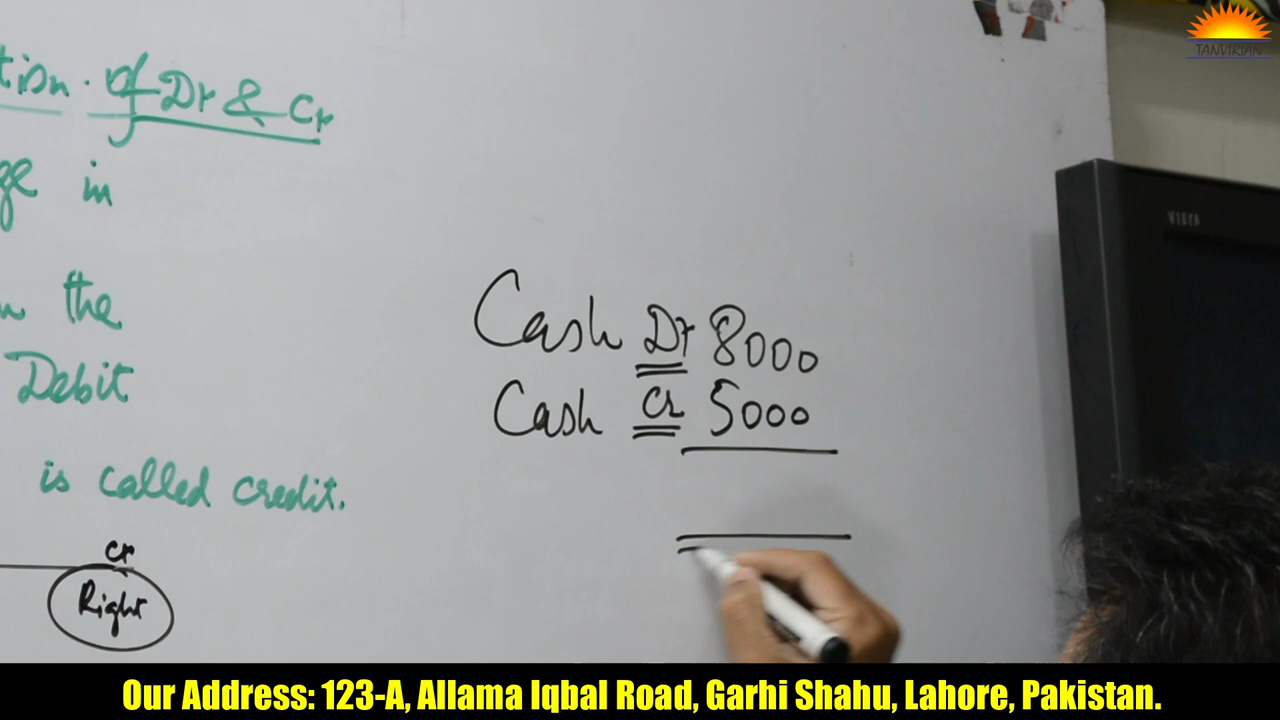 tion of Dr & Cr
ge in
the
Debit
is called credit.
Cr
Right
Cash Dr 8000
Cash Cr 5000
VIGRA
TANVIRIAN
Our Address: 123-A, Allama Iqbal Road, Garhi Shahu, Lahore, Pakistan.